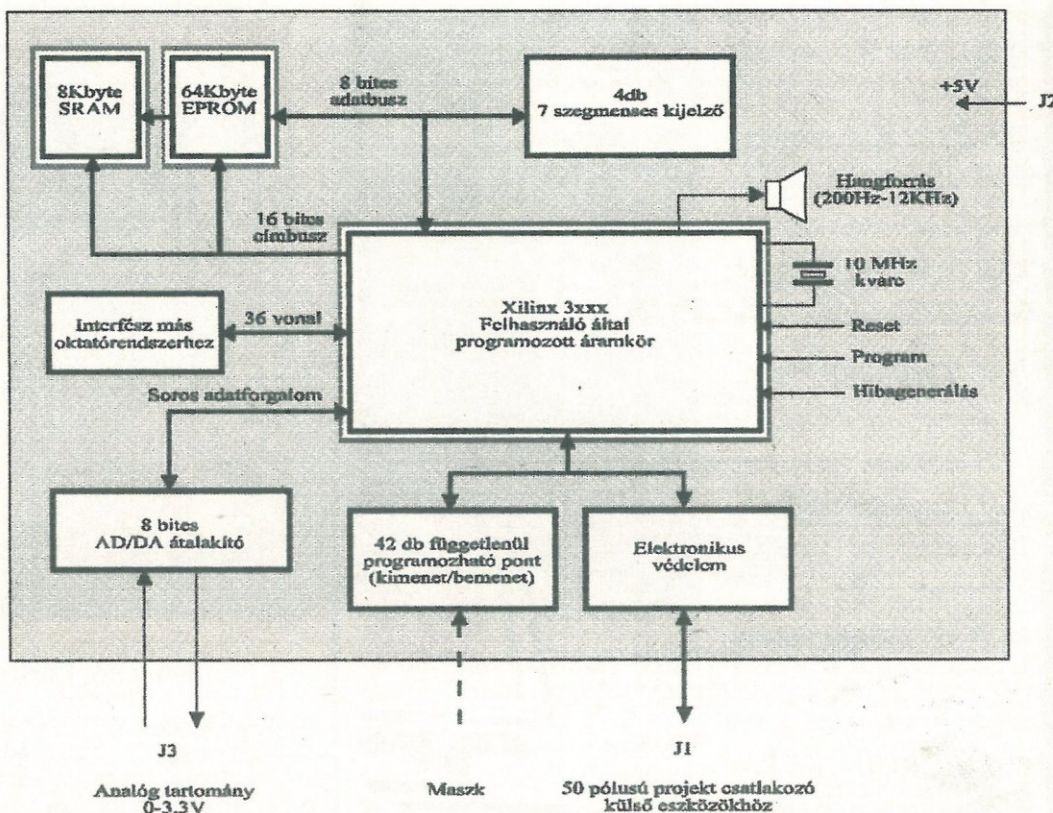 8Kbyte
SRAM
64Kbyte
EPROM
8 bites
adatbusz
4db
7 szegmenses kijelző
+5V
J2
Hangforrás
(200Hz-12KHz)
16 bites
címbusz
10 MHz
kvarc
Xilinx 3xxx
Felhasználó által
programozott áramkör
Interfész más
oktatórendszerhez
36 vonal
Reset
Program
Hibagenerálás
Soros adatforgalom
8 bites
AD/DA átalakító
42 db függetlenül
programozható pont
(kimenet/bemenet)
Elektronikus
védelem
J3
J1
Analóg tartomány
0-3.3V
Maszk
50 pólusú projekt csatlakozó
külső eszközökhöz